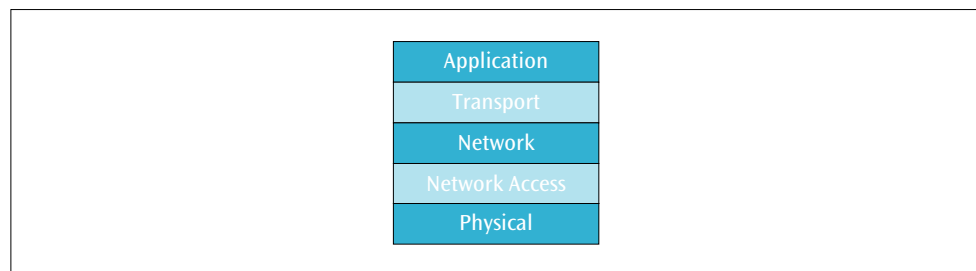 Application
Transport
Network
Network Access
Physical